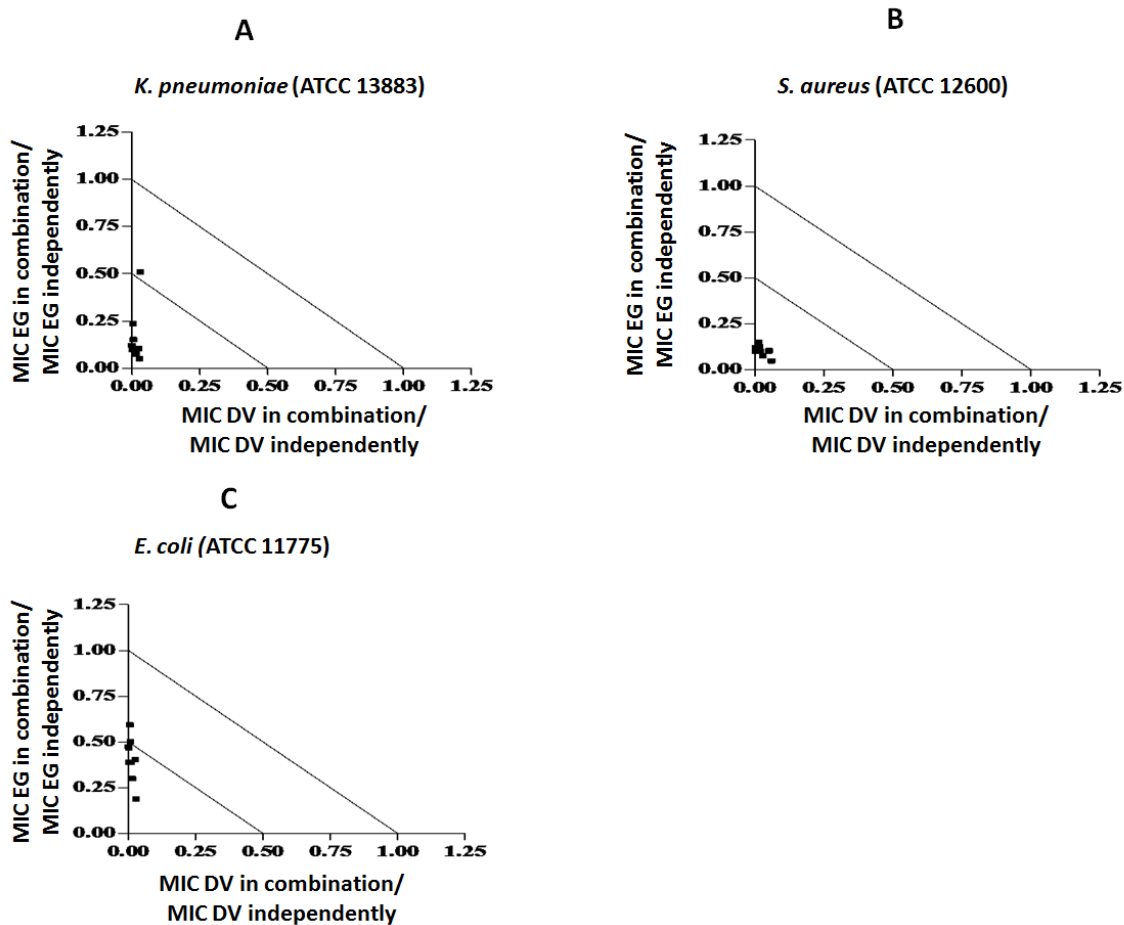 A
K. pneumoniae (ATCC 13883)
MIC EG in combination/
MIC EG independently
1.25
1.00
0.75
0.50
0.25
0.00
0.00 0.25 0.50 0.75 1.00 1.25
MIC DV in combination/
MIC DV independently
B
S. aureus (ATCC 12600)
MIC EG in combination/
MIC EG independently
1.25
1.00
0.75
0.50
0.25
0.00
0.00 0.25 0.50 0.75 1.00 1.25
MIC DV in combination/
MIC DV independently
C
E. coli (ATCC 11775)
MIC EG in combination/
MIC EG independently
1.25
1.00
0.75
0.50
0.25
0.00
0.00 0.25 0.50 0.75 1.00 1.25
MIC DV in combination/
MIC DV independently